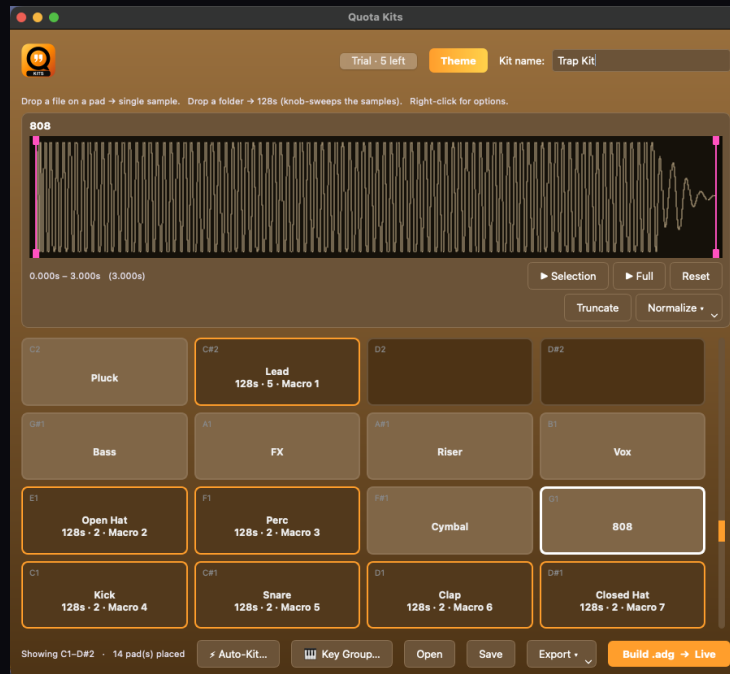 Quota Kits
KITS
Trial · 5 left
Theme
Kit name:
Trap Kit
Drop a file on a pad → single sample. Drop a folder → 128s (knob-sweeps the samples). Right-click for options.
808
0.000s – 3.000s (3.000s)
▶ Selection
▶ Full
Reset
Truncate
Normalize ▾
C2
Pluck
C#2
Lead
128s · 5 · Macro 1
D2
D#2
G#1
Bass
A1
FX
A#1
Riser
B1
Vox
E1
Open Hat
128s · 2 · Macro 2
F1
Perc
128s · 2 · Macro 3
F#1
Cymbal
G1
808
C1
Kick
128s · 2 · Macro 4
C#1
Snare
128s · 2 · Macro 5
D1
Clap
128s · 2 · Macro 6
D#1
Closed Hat
128s · 2 · Macro 7
Showing C1–D#2 · 14 pad(s) placed
⚡ Auto-Kit...
🎹 Key Group...
Open
Save
Export ▾
Build .adg → Live